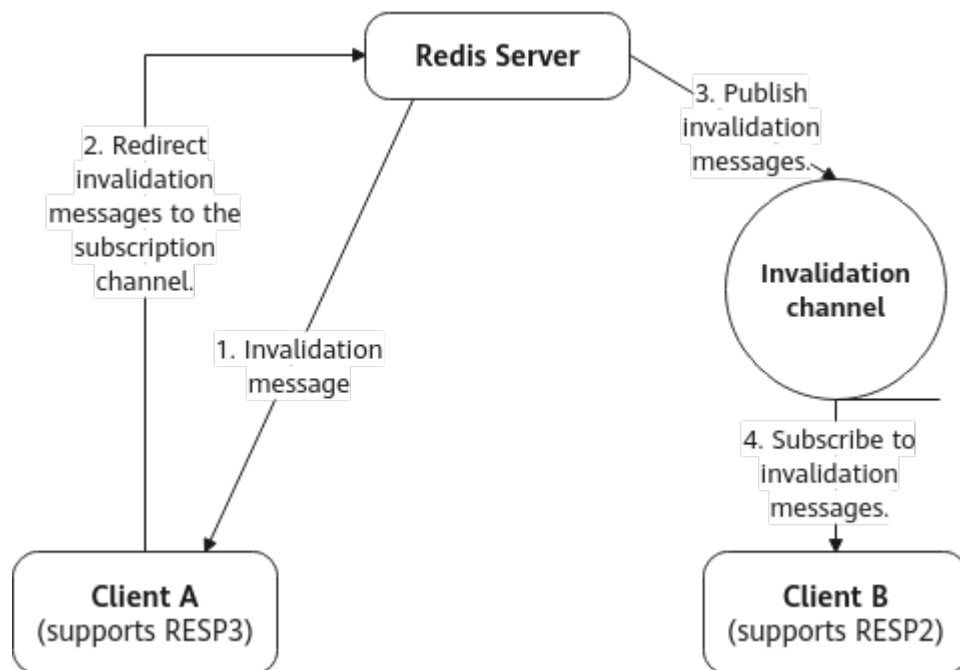 Redis Server
3. Publish
invalidation
messages.
2. Redirect
invalidation
messages to the
subscription
channel.
Invalidation
channel
1. Invalidation
message
4. Subscribe to
invalidation
messages.
Client A
(supports RESP3)
Client B
(supports RESP2)